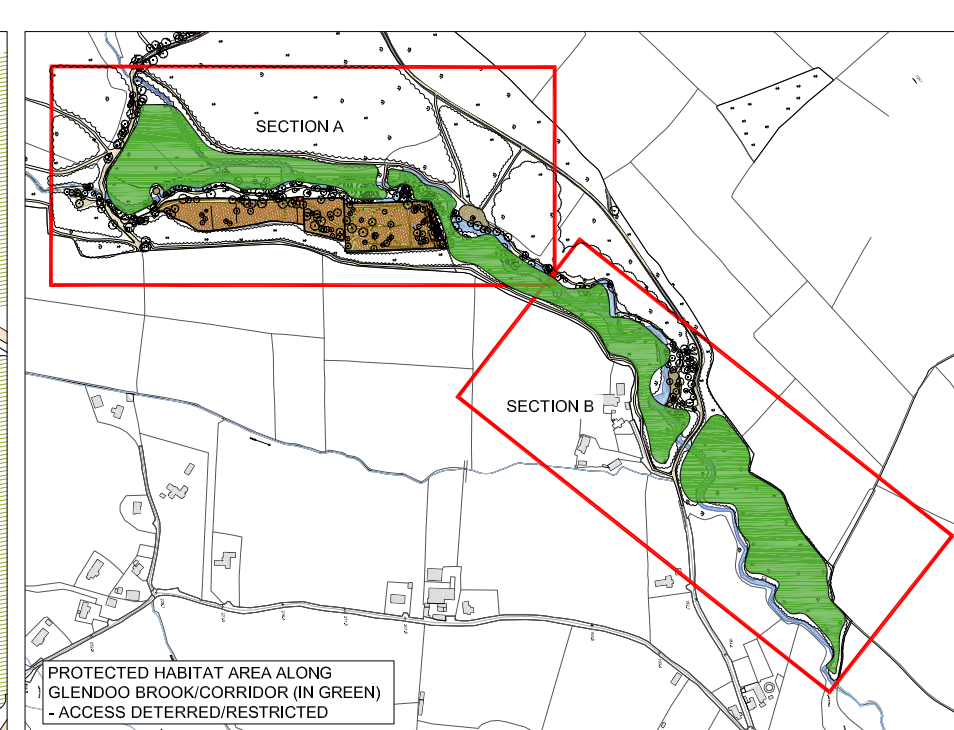 SECTION A
SECTION B
PROTECTED HABITAT AREA ALONG
GLENDOO BROOK/CORRIDOR (IN GREEN)
- ACCESS DETERRED/RESTRICTED